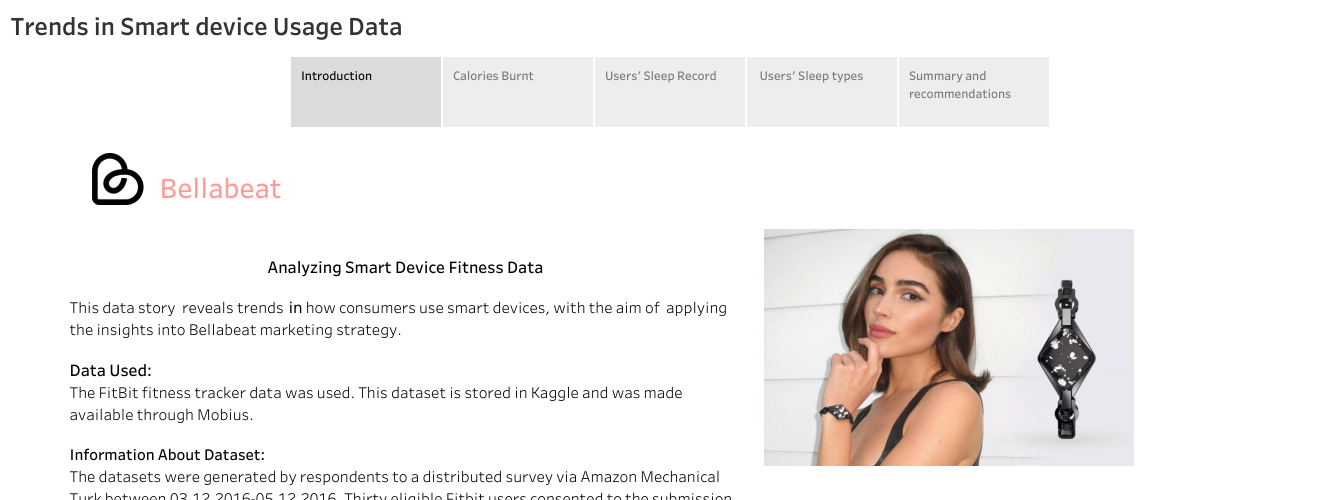 Trends in Smart device Usage Data
Introduction
Calories Burnt
Users' Sleep Record
Users' Sleep types
Summary and
recommendations
Bellabeat
Analyzing Smart Device Fitness Data
This data story reveals trends in how consumers use smart devices, with the aim of applying
the insights into Bellabeat marketing strategy.
Data Used:
The FitBit fitness tracker data was used. This dataset is stored in Kaggle and was made
available through Mobius.
Information About Dataset:
The datasets were generated by respondents to a distributed survey via Amazon Mechanical
Turk between 03.12.2016-05.12.2016. Thirty eligible Fitbit users consented to the submission